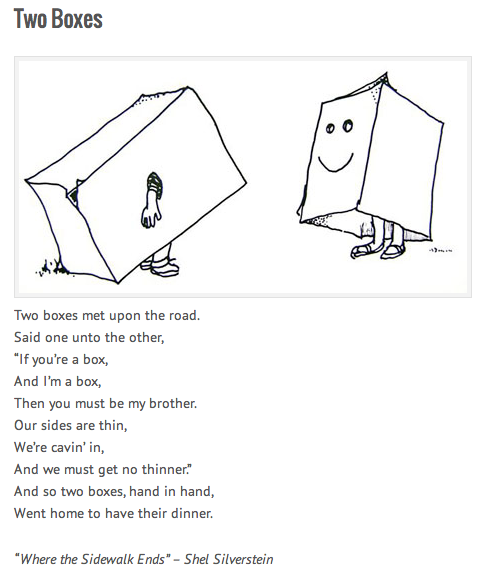 Two Boxes
Two boxes met upon the road.
Said one unto the other,
“If you’re a box,
And I’m a box,
Then you must be my brother.
Our sides are thin,
We’re cavin’ in,
And we must get no thinner.”
And so two boxes, hand in hand,
Went home to have their dinner.
“Where the Sidewalk Ends” – Shel Silverstein